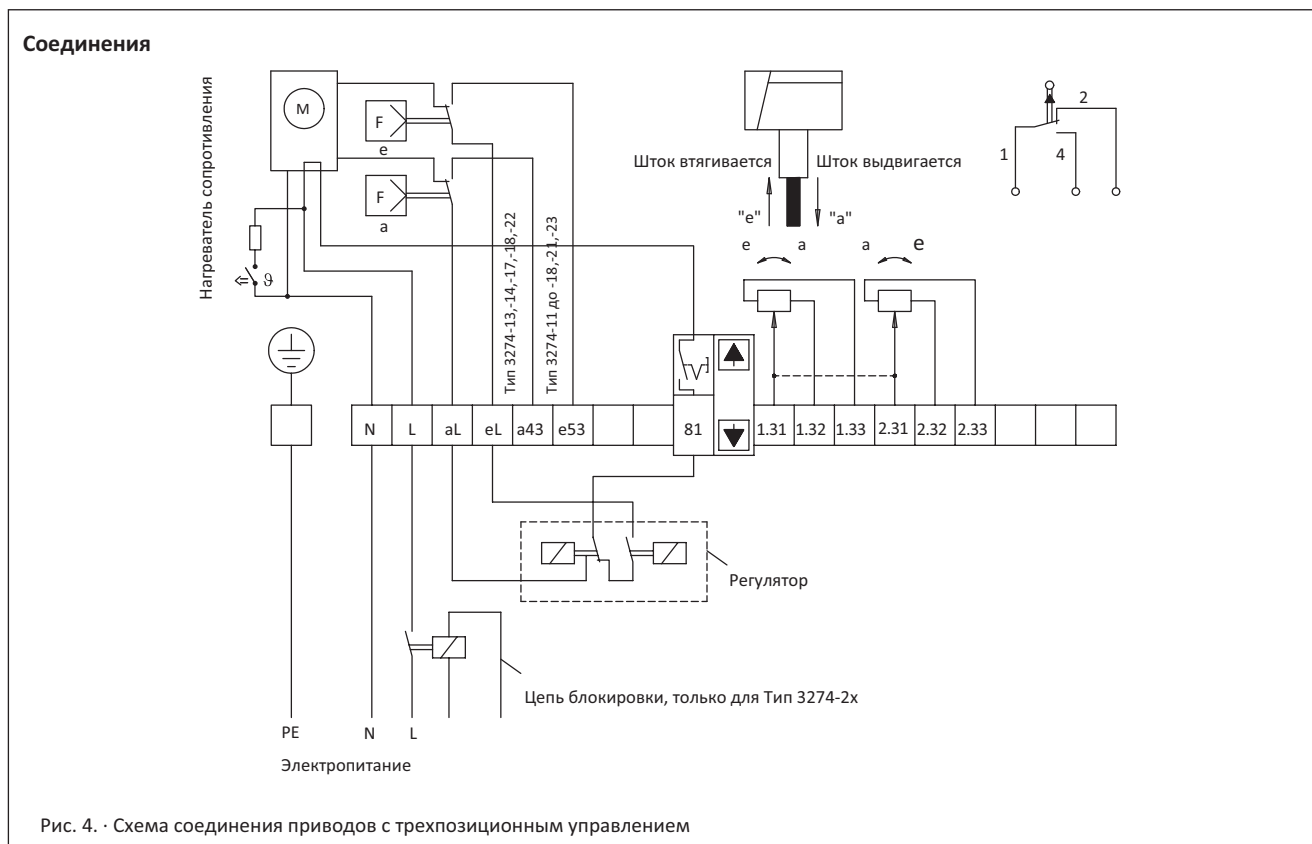 Соединения
Нагреватель сопротивления
M
F
e
F
a
ϑ
Тип 3274-13,-14,-17,-18,-22
Тип 3274-11 до -18,-21,-23
Шток втягивается
Шток выдвигается
"e"
"a"
e a
a e
1
2
4
N L aL eL a43 e53 81 1.31 1.32 1.33 2.31 2.32 2.33
Регулятор
Цепь блокировки, только для Тип 3274-2x
PE N L
Электропитание
Рис. 4. · Схема соединения приводов с трехпозиционным управлением